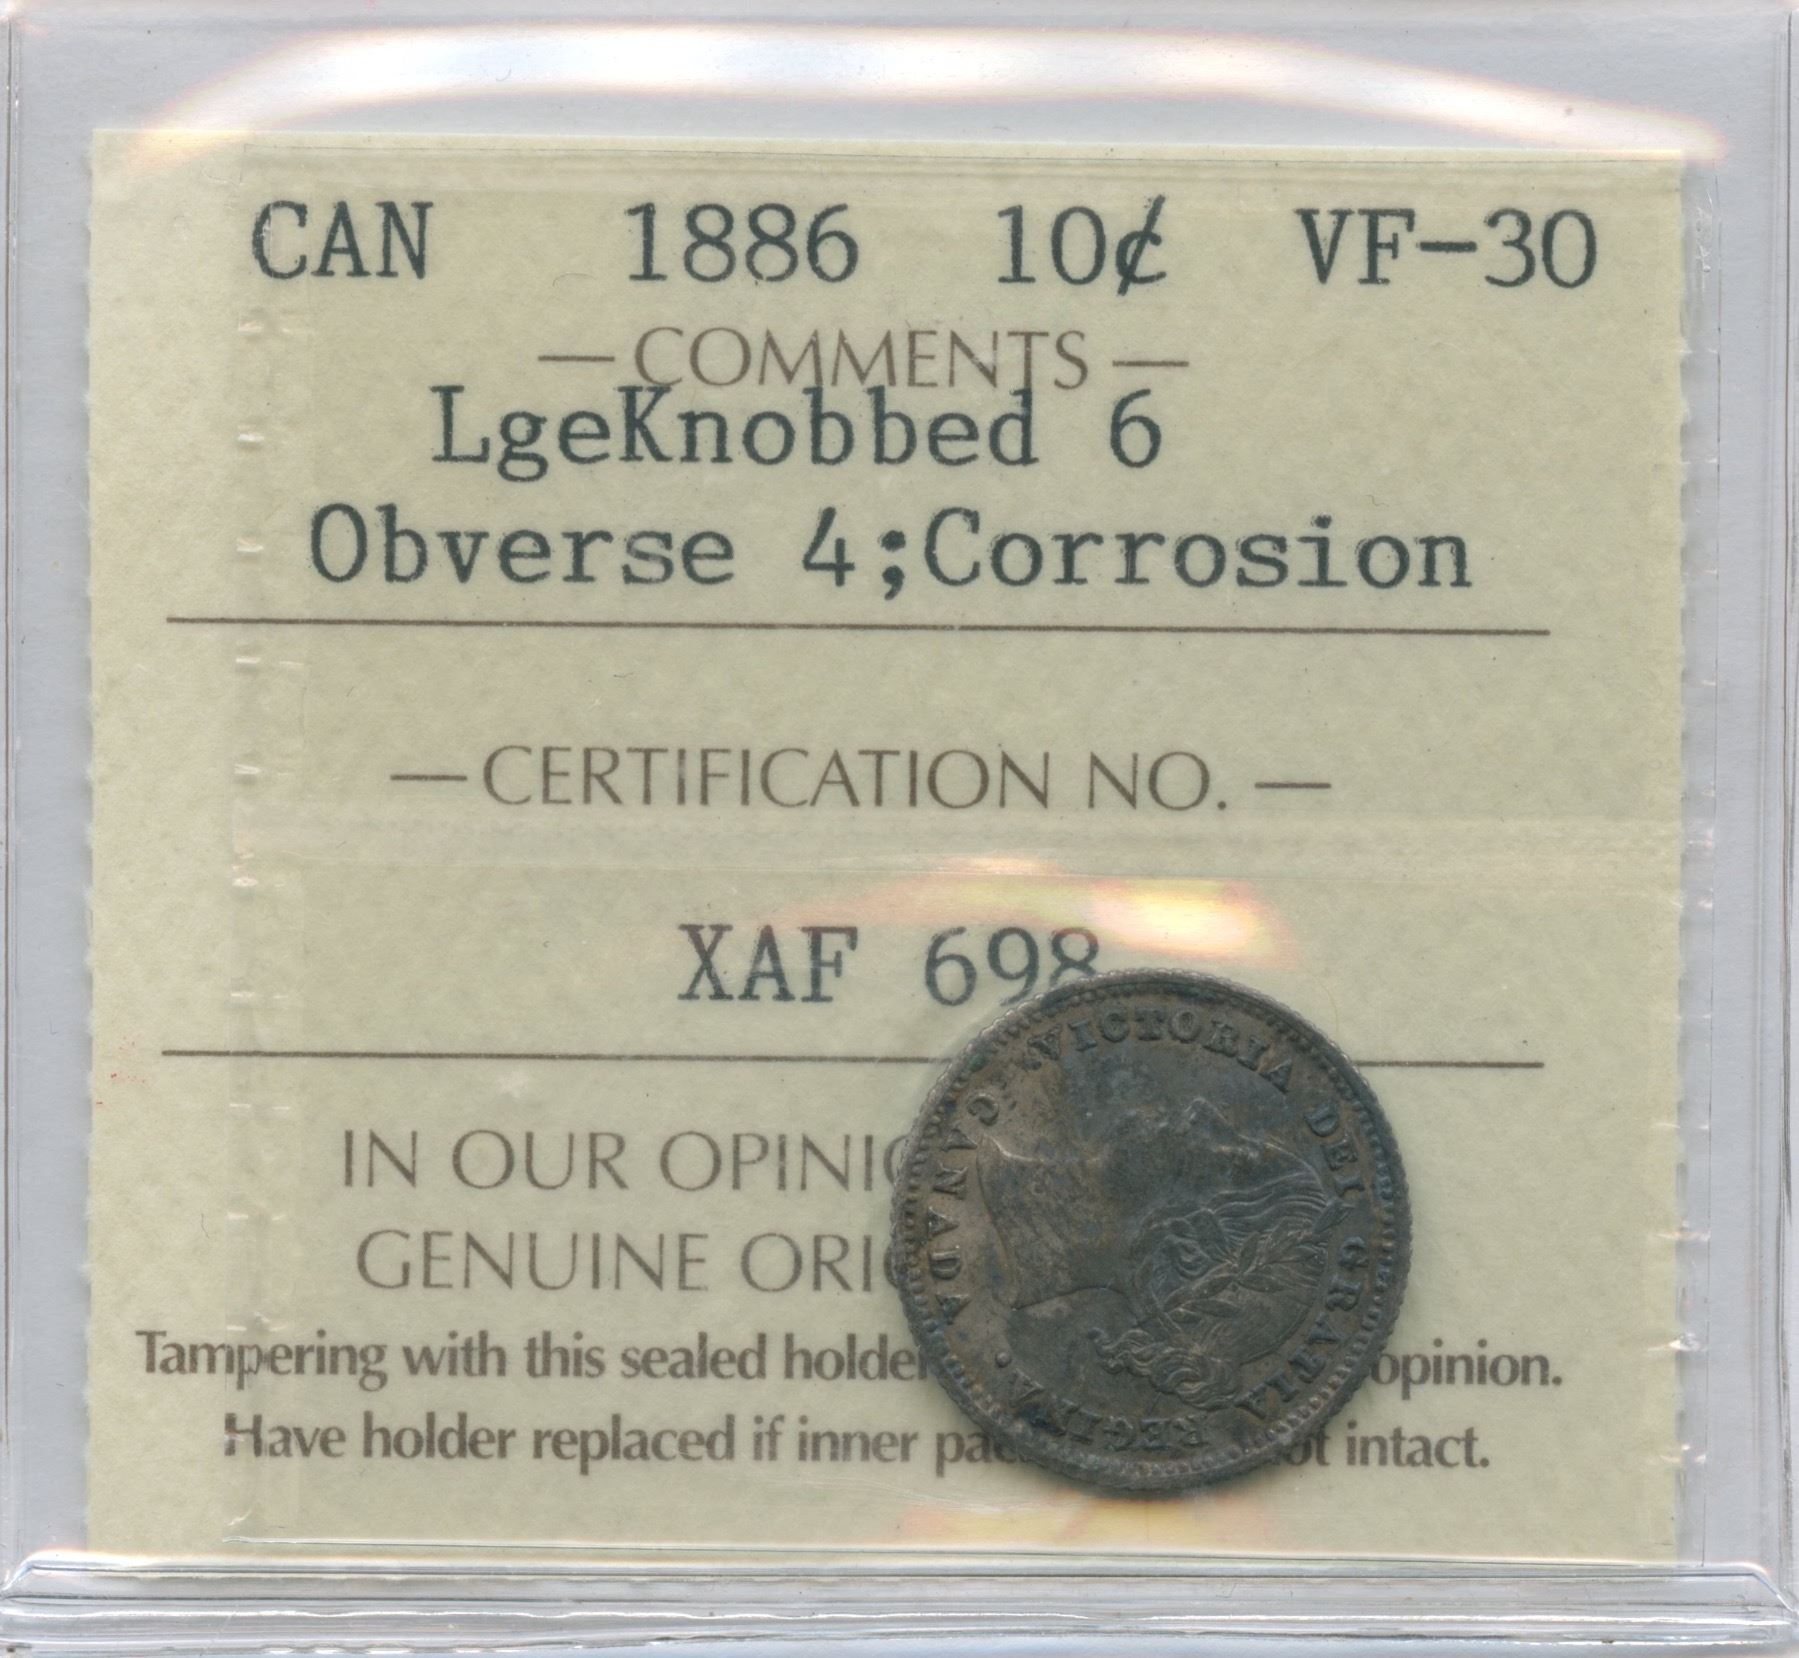 CAN 1886 10¢ VF-30
— COMMENTS —
LgeKnobbed 6
Obverse 4;Corrosion
— CERTIFICATION NO. —
XAF 698
IN OUR OPINIO
GENUINE ORIG
Tampering with this sealed holder opinion.
Have holder replaced if inner pac ot intact.
VICTORIA DEI GRATIA REGINA.
CANADA